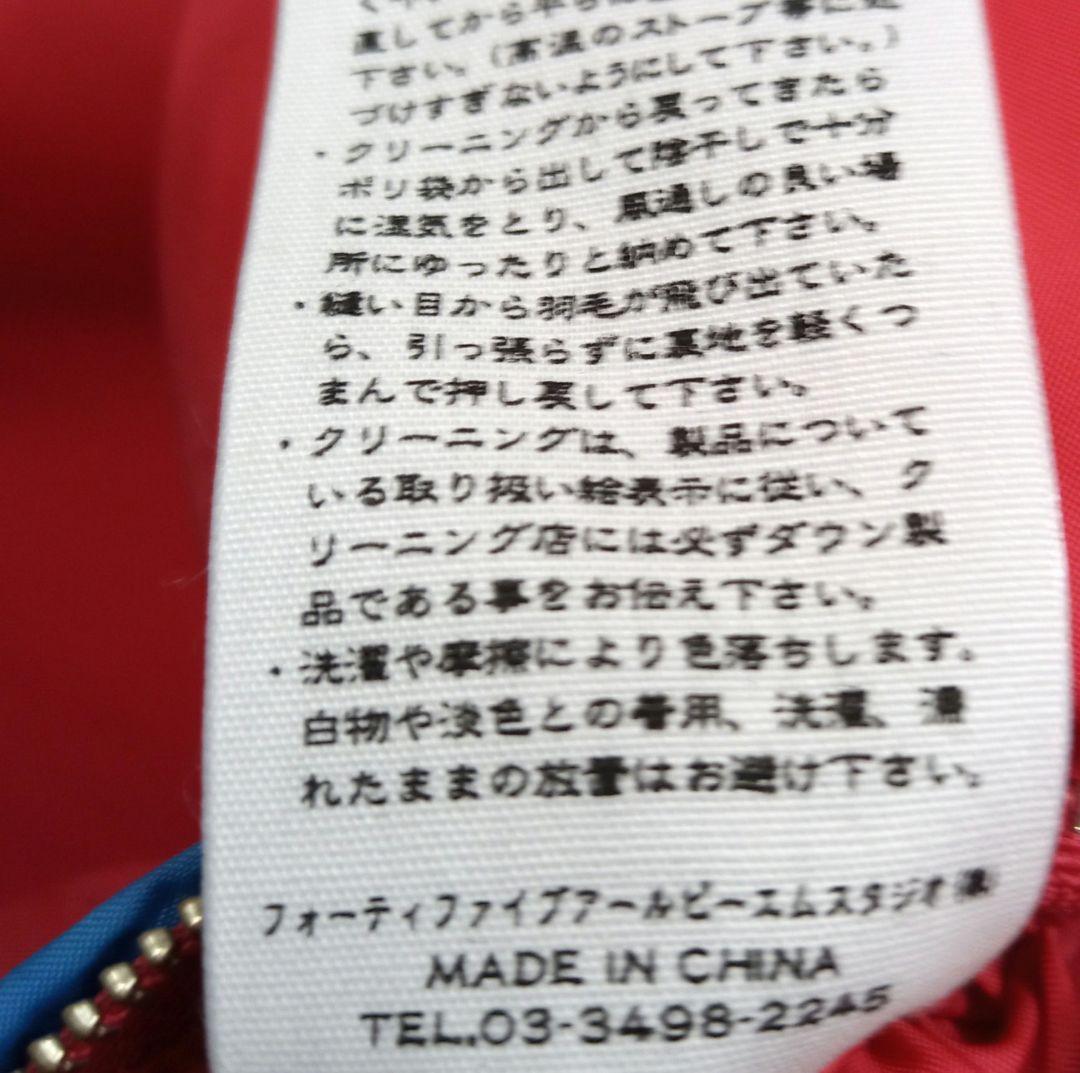 直してから平らに
下さい。(高温のストーブ等に近
づけすぎないようにして下さい。)
・クリーニングから戻ってきたら
ポリ袋から出して陰干しで十分
に湿気をとり、風通しの良い場
所にゆったりと納めて下さい。
・縫い目から羽毛が飛び出ていた
ら、引っ張らずに裏地を軽くつ
まんで押し戻して下さい。
・クリーニングは、製品について
いる取り扱い絵表示に従い、ク
リーニング店には必ずダウン製
品である事をお伝え下さい。
・洗濯や摩擦により色落ちします。
白物や淡色との着用、洗濯、濡
れたままの放置はお避け下さい。
フォーティファイブアールピーエムスタジオ㈱
MADE IN CHINA
TEL.03-3498-2245